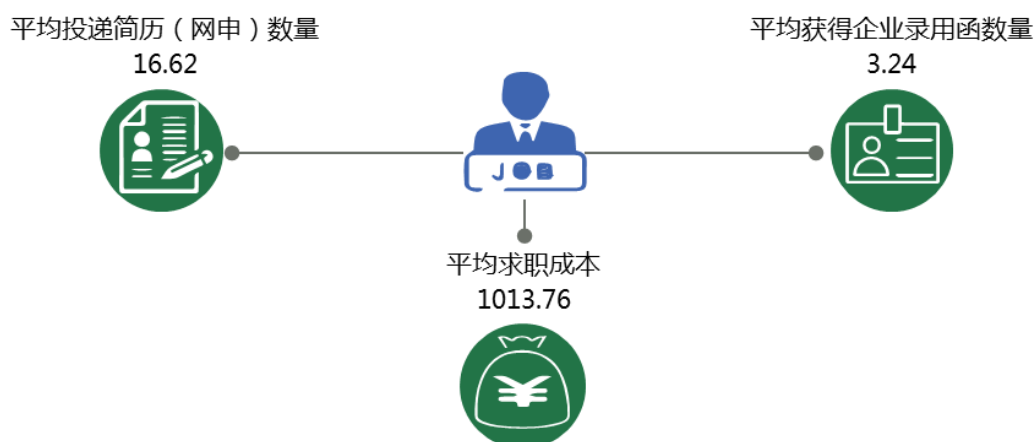 平均投递简历（网申）数量
16.62
平均获得企业录用函数量
3.24
JOB
平均求职成本
1013.76